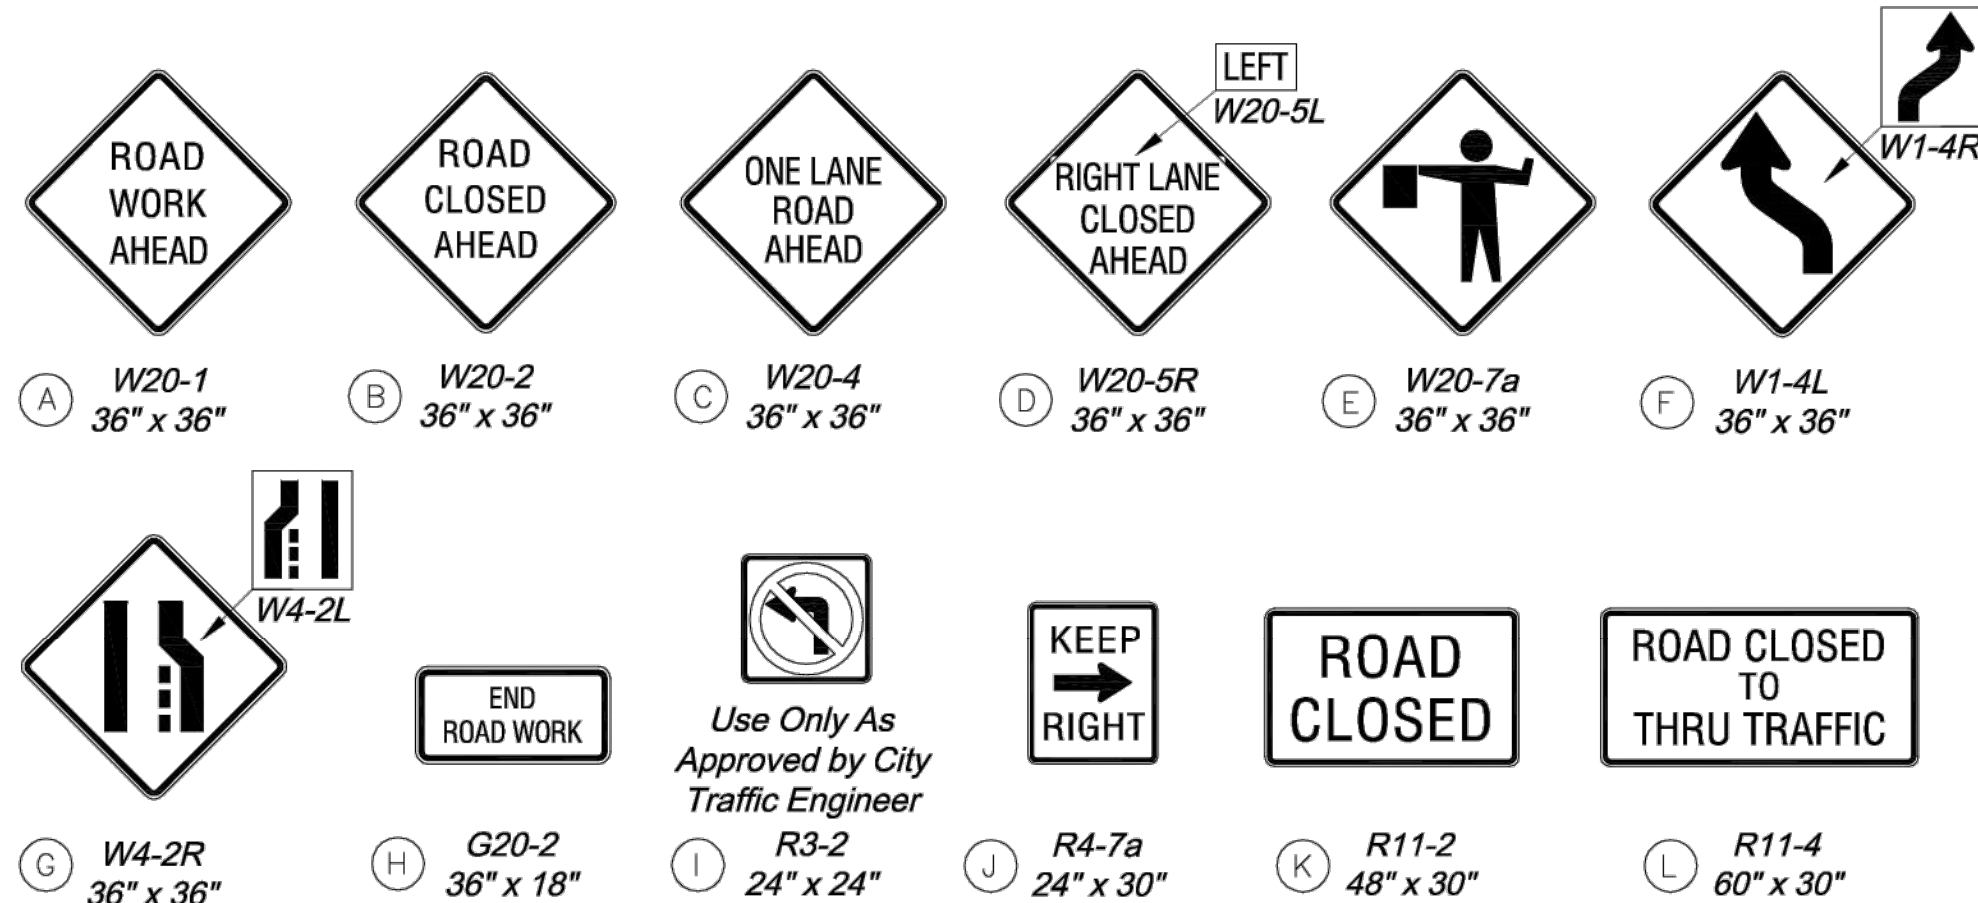 ROAD
WORK
AHEAD
A
W20-1
36" x 36"
ROAD
CLOSED
AHEAD
B
W20-2
36" x 36"
ONE LANE
ROAD
AHEAD
C
W20-4
36" x 36"
LEFT
W20-5L
RIGHT LANE
CLOSED
AHEAD
D
W20-5R
36" x 36"
E
W20-7a
36" x 36"
W1-4R
F
W1-4L
36" x 36"
W4-2L
G
W4-2R
36" x 36"
END
ROAD WORK
H
G20-2
36" x 18"
Use Only As
Approved by City
Traffic Engineer
I
R3-2
24" x 24"
KEEP
RIGHT
J
R4-7a
24" x 30"
ROAD
CLOSED
K
R11-2
48" x 30"
ROAD CLOSED
TO
THRU TRAFFIC
L
R11-4
60" x 30"